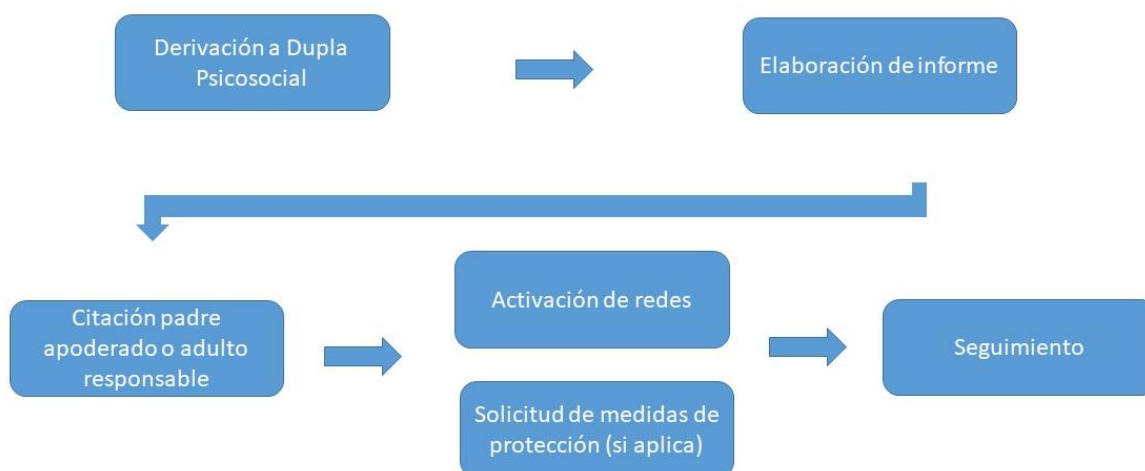 Derivación a Dupla
Psicosocial
Elaboración de informe
Citación padre
apoderado o adulto
responsable
Activación de redes
Solicitud de medidas de
protección (si aplica)
Seguimiento